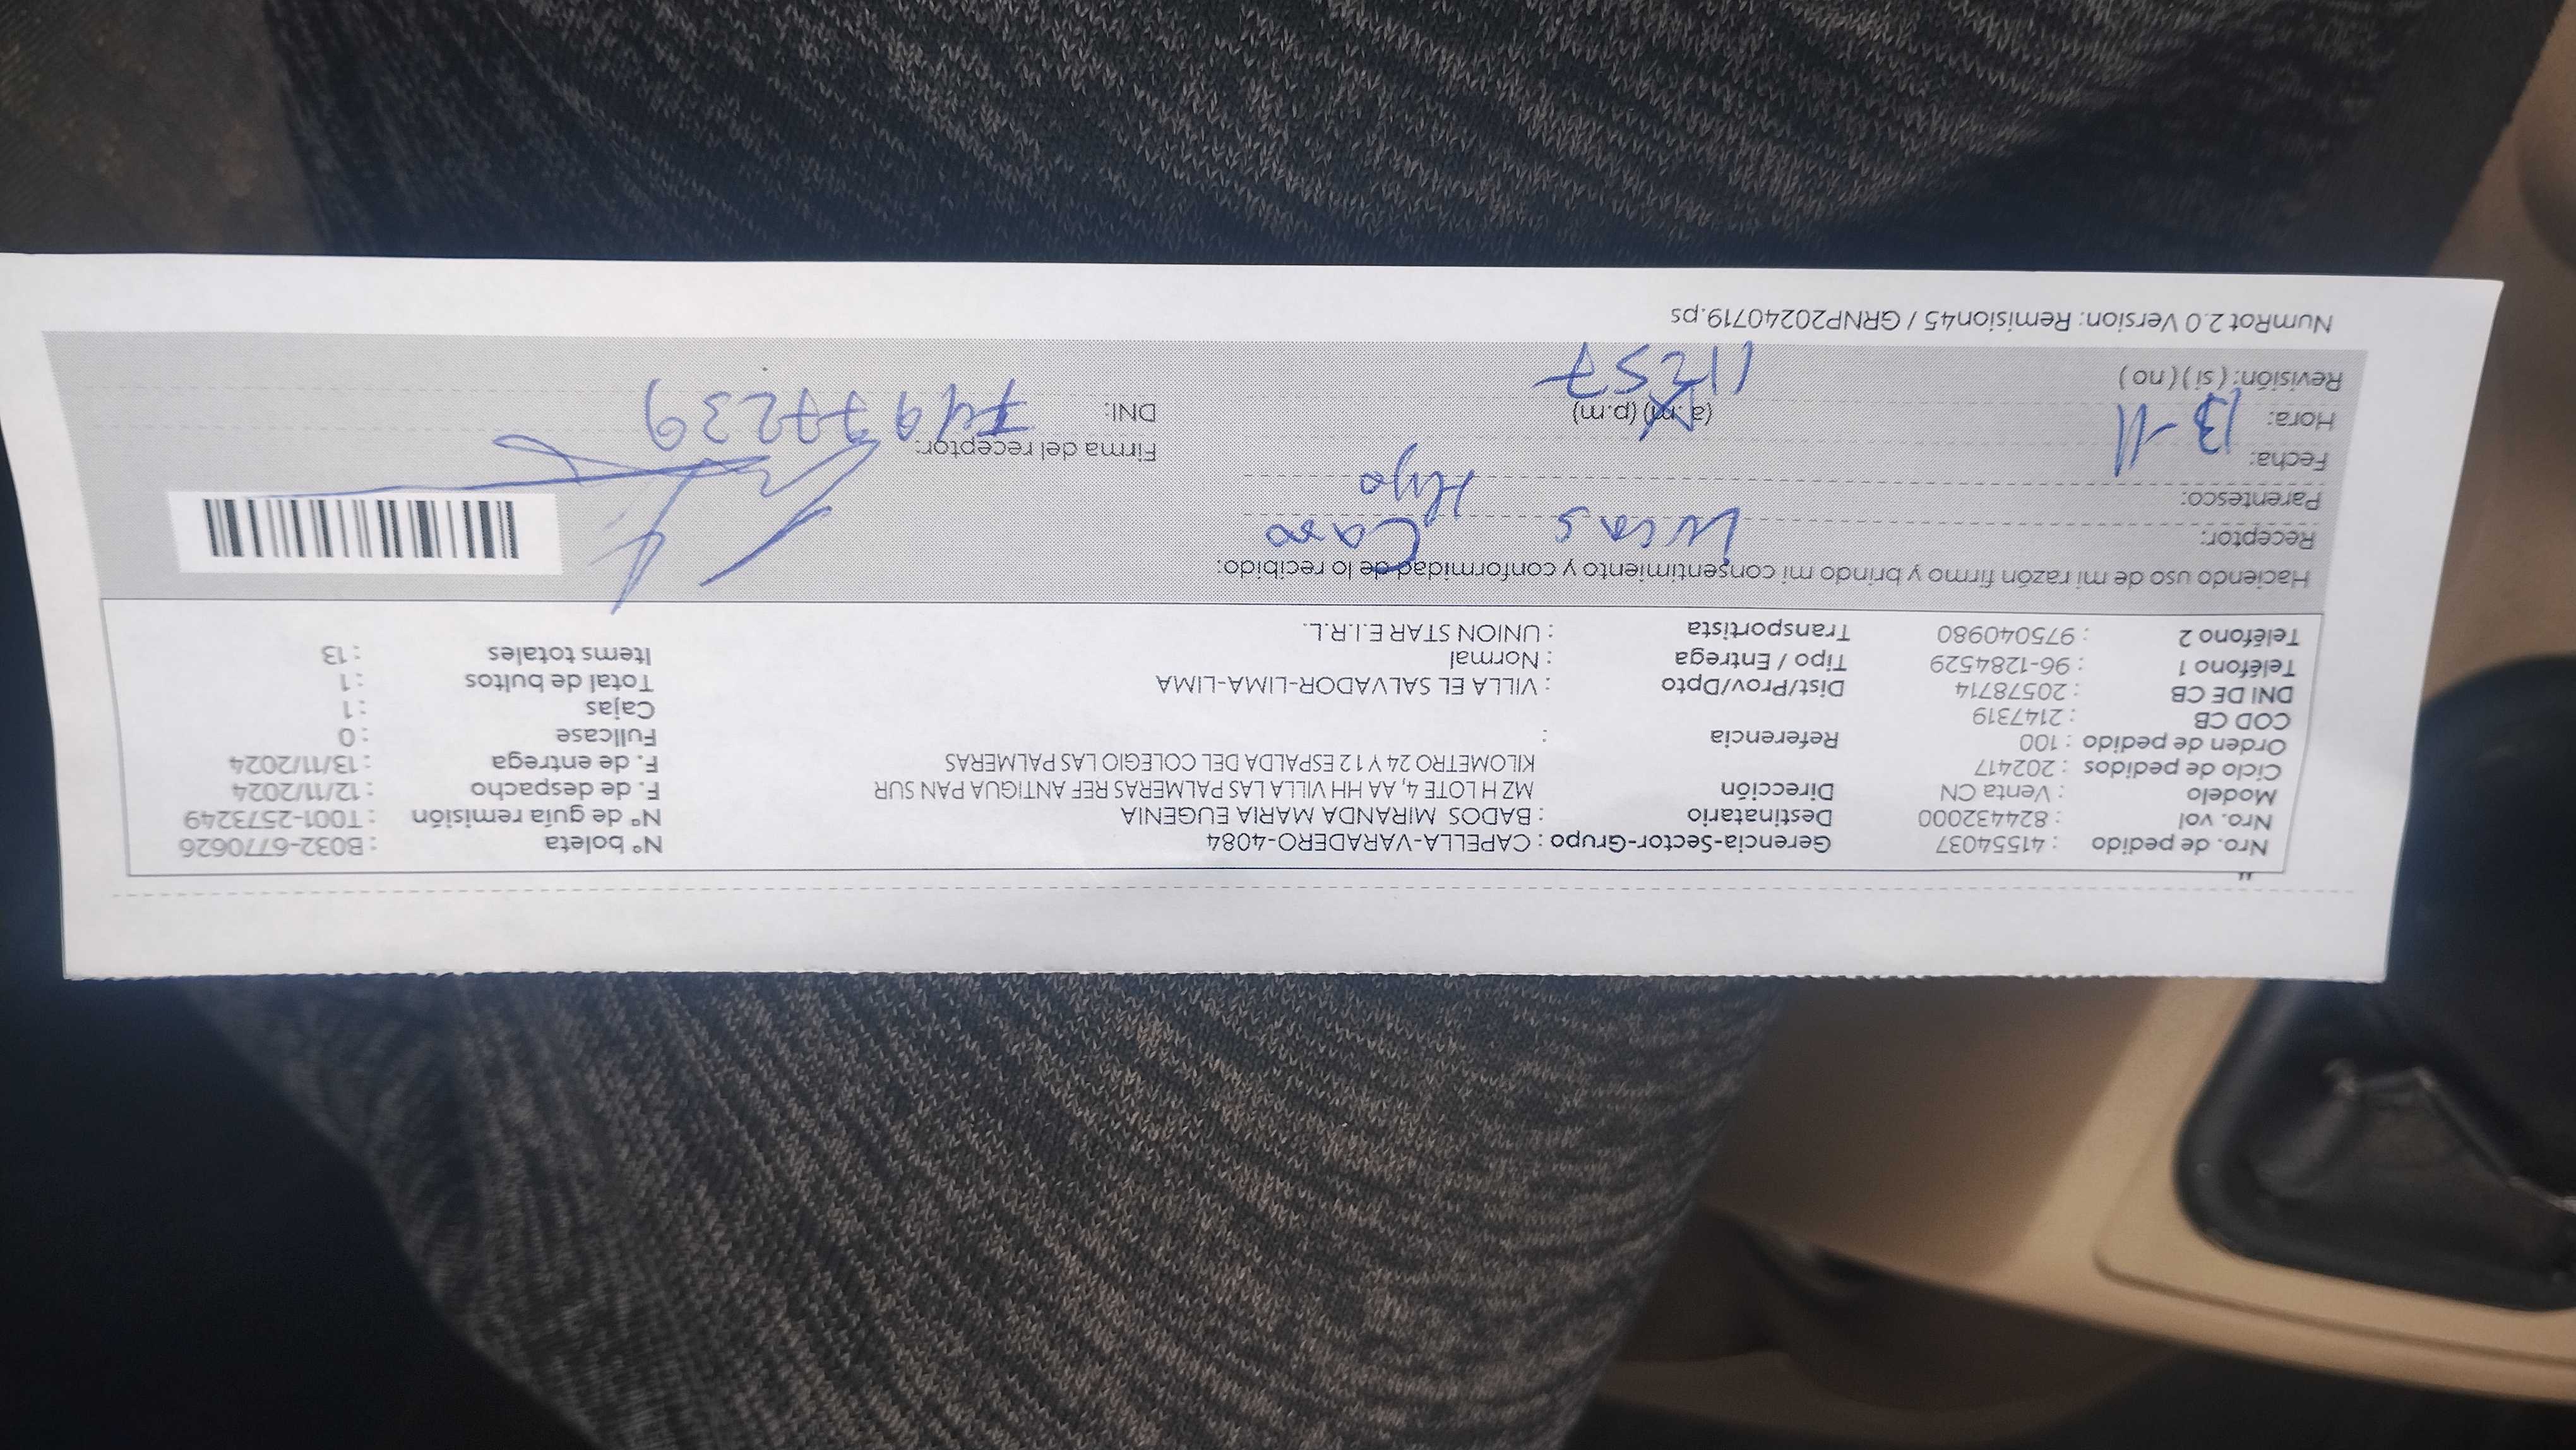 Nro. de pedido : 41554037 Gerencia-Sector-Grupo : CAPELLA-VARADERO-4084 N° boleta : B032-6770626
Nro. vol : 824432000 Destinatario : BADOS MIRANDA MARIA EUGENIA N° de guía remisión : T001-2573249
Modelo : Venta CN Dirección MZ H LOTE 4, AA HH VILLA LAS PALMERAS REF ANTIGUA PAN SUR F. de despacho : 12/11/2024
Ciclo de pedidos : 202417 KILOMETRO 24 Y 12 ESPALDA DEL COLEGIO LAS PALMERAS F. de entrega : 13/11/2024
Orden de pedido : 100 Referencia : Fullcase : 0
COD CB : 2147319 Cajas : 1
DNI DE CB : 20578714 Dist/Prov/Dpto : VILLA EL SALVADOR-LIMA-LIMA Total de bultos : 1
Teléfono 1 : 96-1284529 Tipo / Entrega : Normal Items totales : 13
Teléfono 2 : 975040980 Transportista : UNION STAR E.I.R.L.
Haciendo uso de mi razón firmo y brindo mi consentimiento y conformidad de lo recibido:
Receptor: Lucas Caro
Parentesco: Hijo
Fecha: 13-11 Firma del receptor:
Hora: (a.m) (p.m) DNI: 74977239
Revisión: ( si ) ( no ) 11:57
NumRot 2.0 Version: Remision45 / GRNP20240719.ps